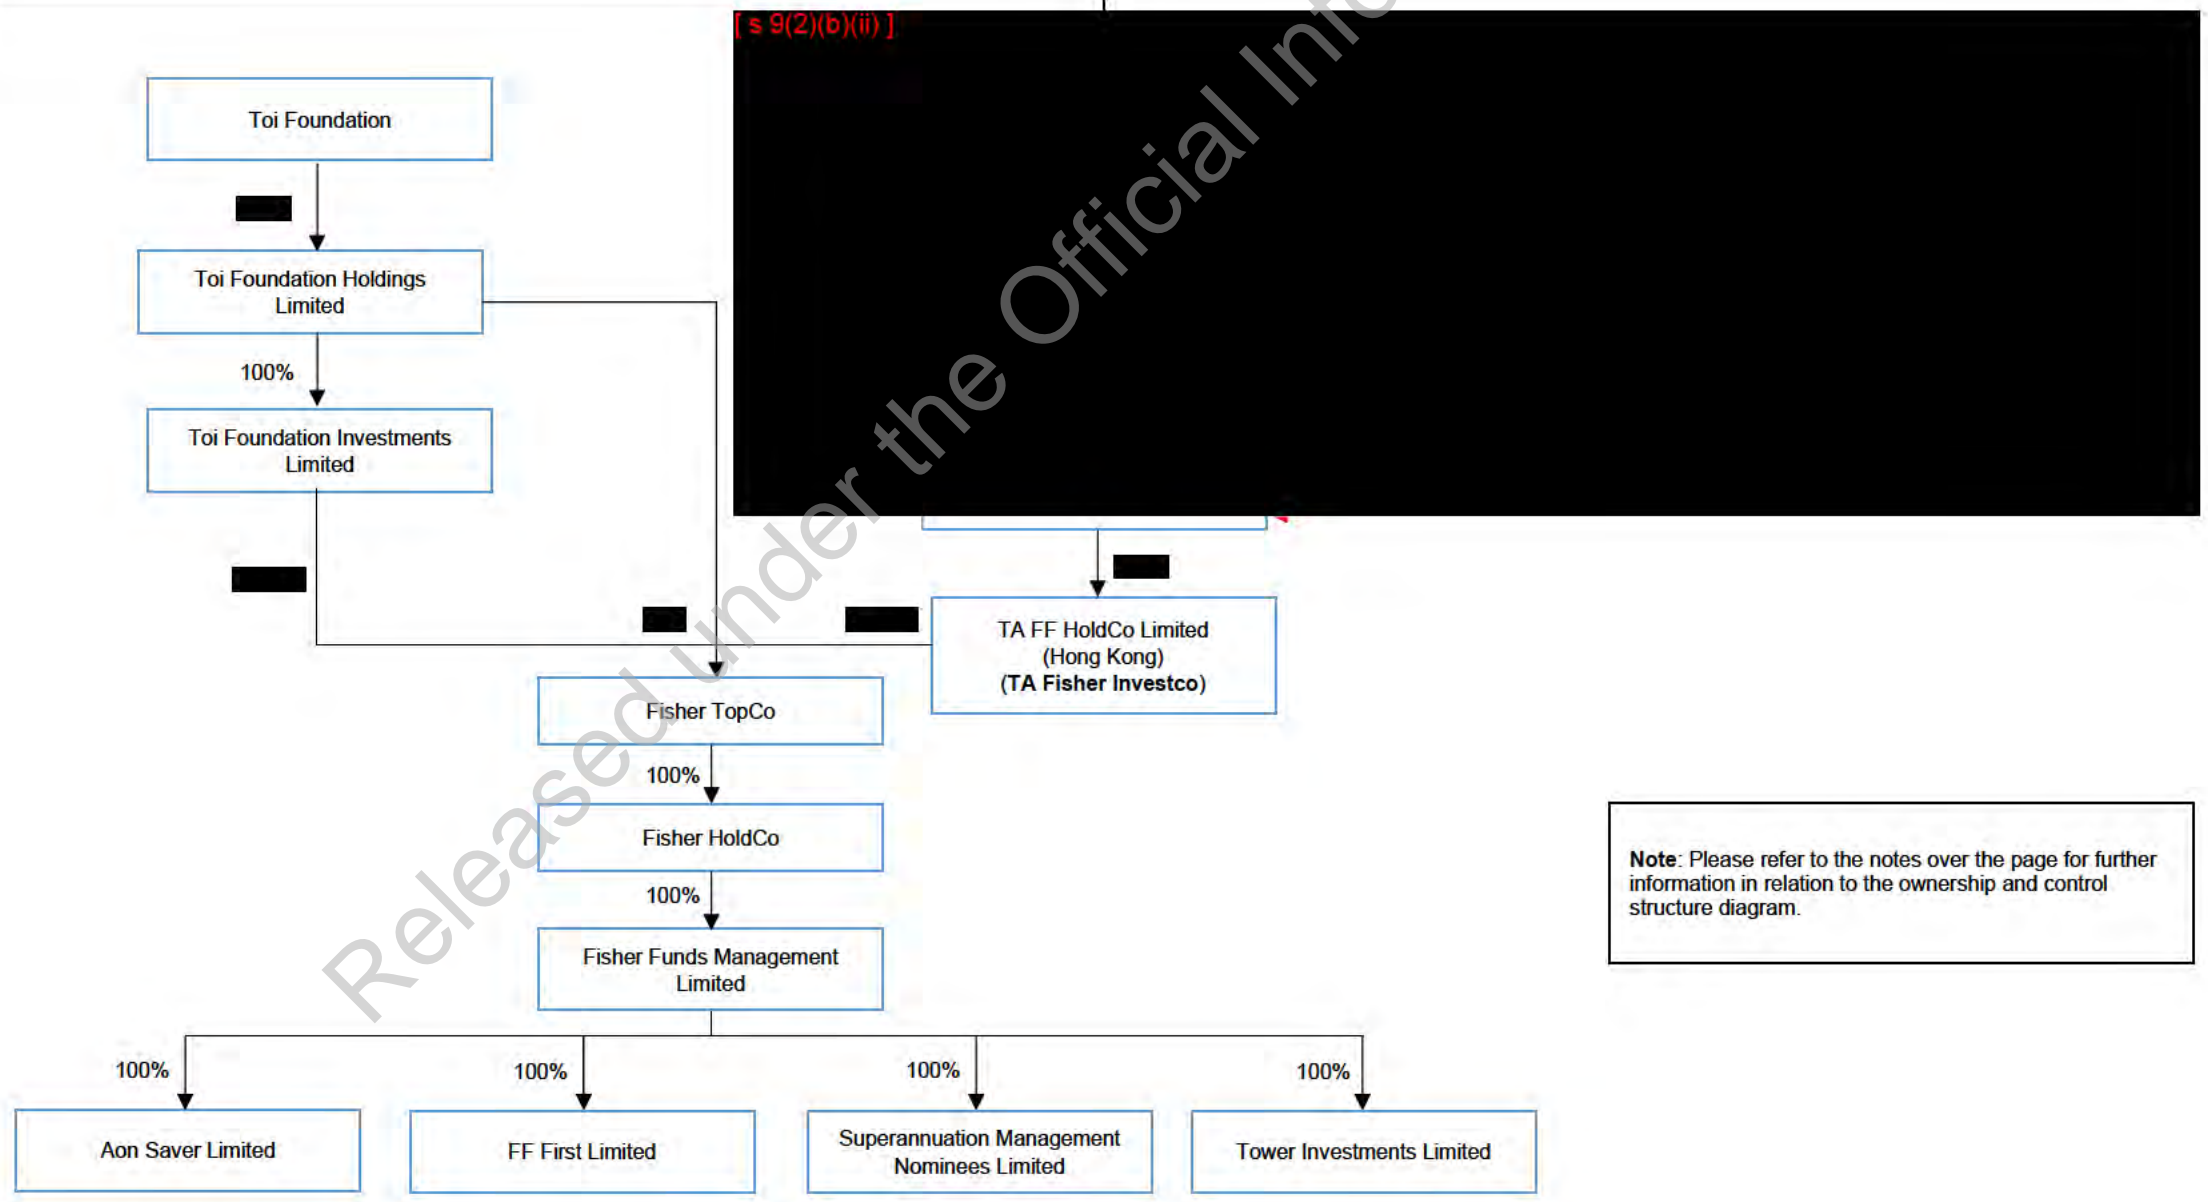 [ s 9(2)(b)(ii) ]
Toi Foundation
Toi Foundation Holdings
Limited
100%
Toi Foundation Investments
Limited
TA FF HoldCo Limited
(Hong Kong)
(TA Fisher Investco)
Fisher TopCo
100%
Fisher HoldCo
100%
Fisher Funds Management
Limited
Note: Please refer to the notes over the page for further
information in relation to the ownership and control
structure diagram.
100%
100%
100%
100%
Aon Saver Limited
FF First Limited
Superannuation Management
Nominees Limited
Tower Investments Limited
Released under the Official